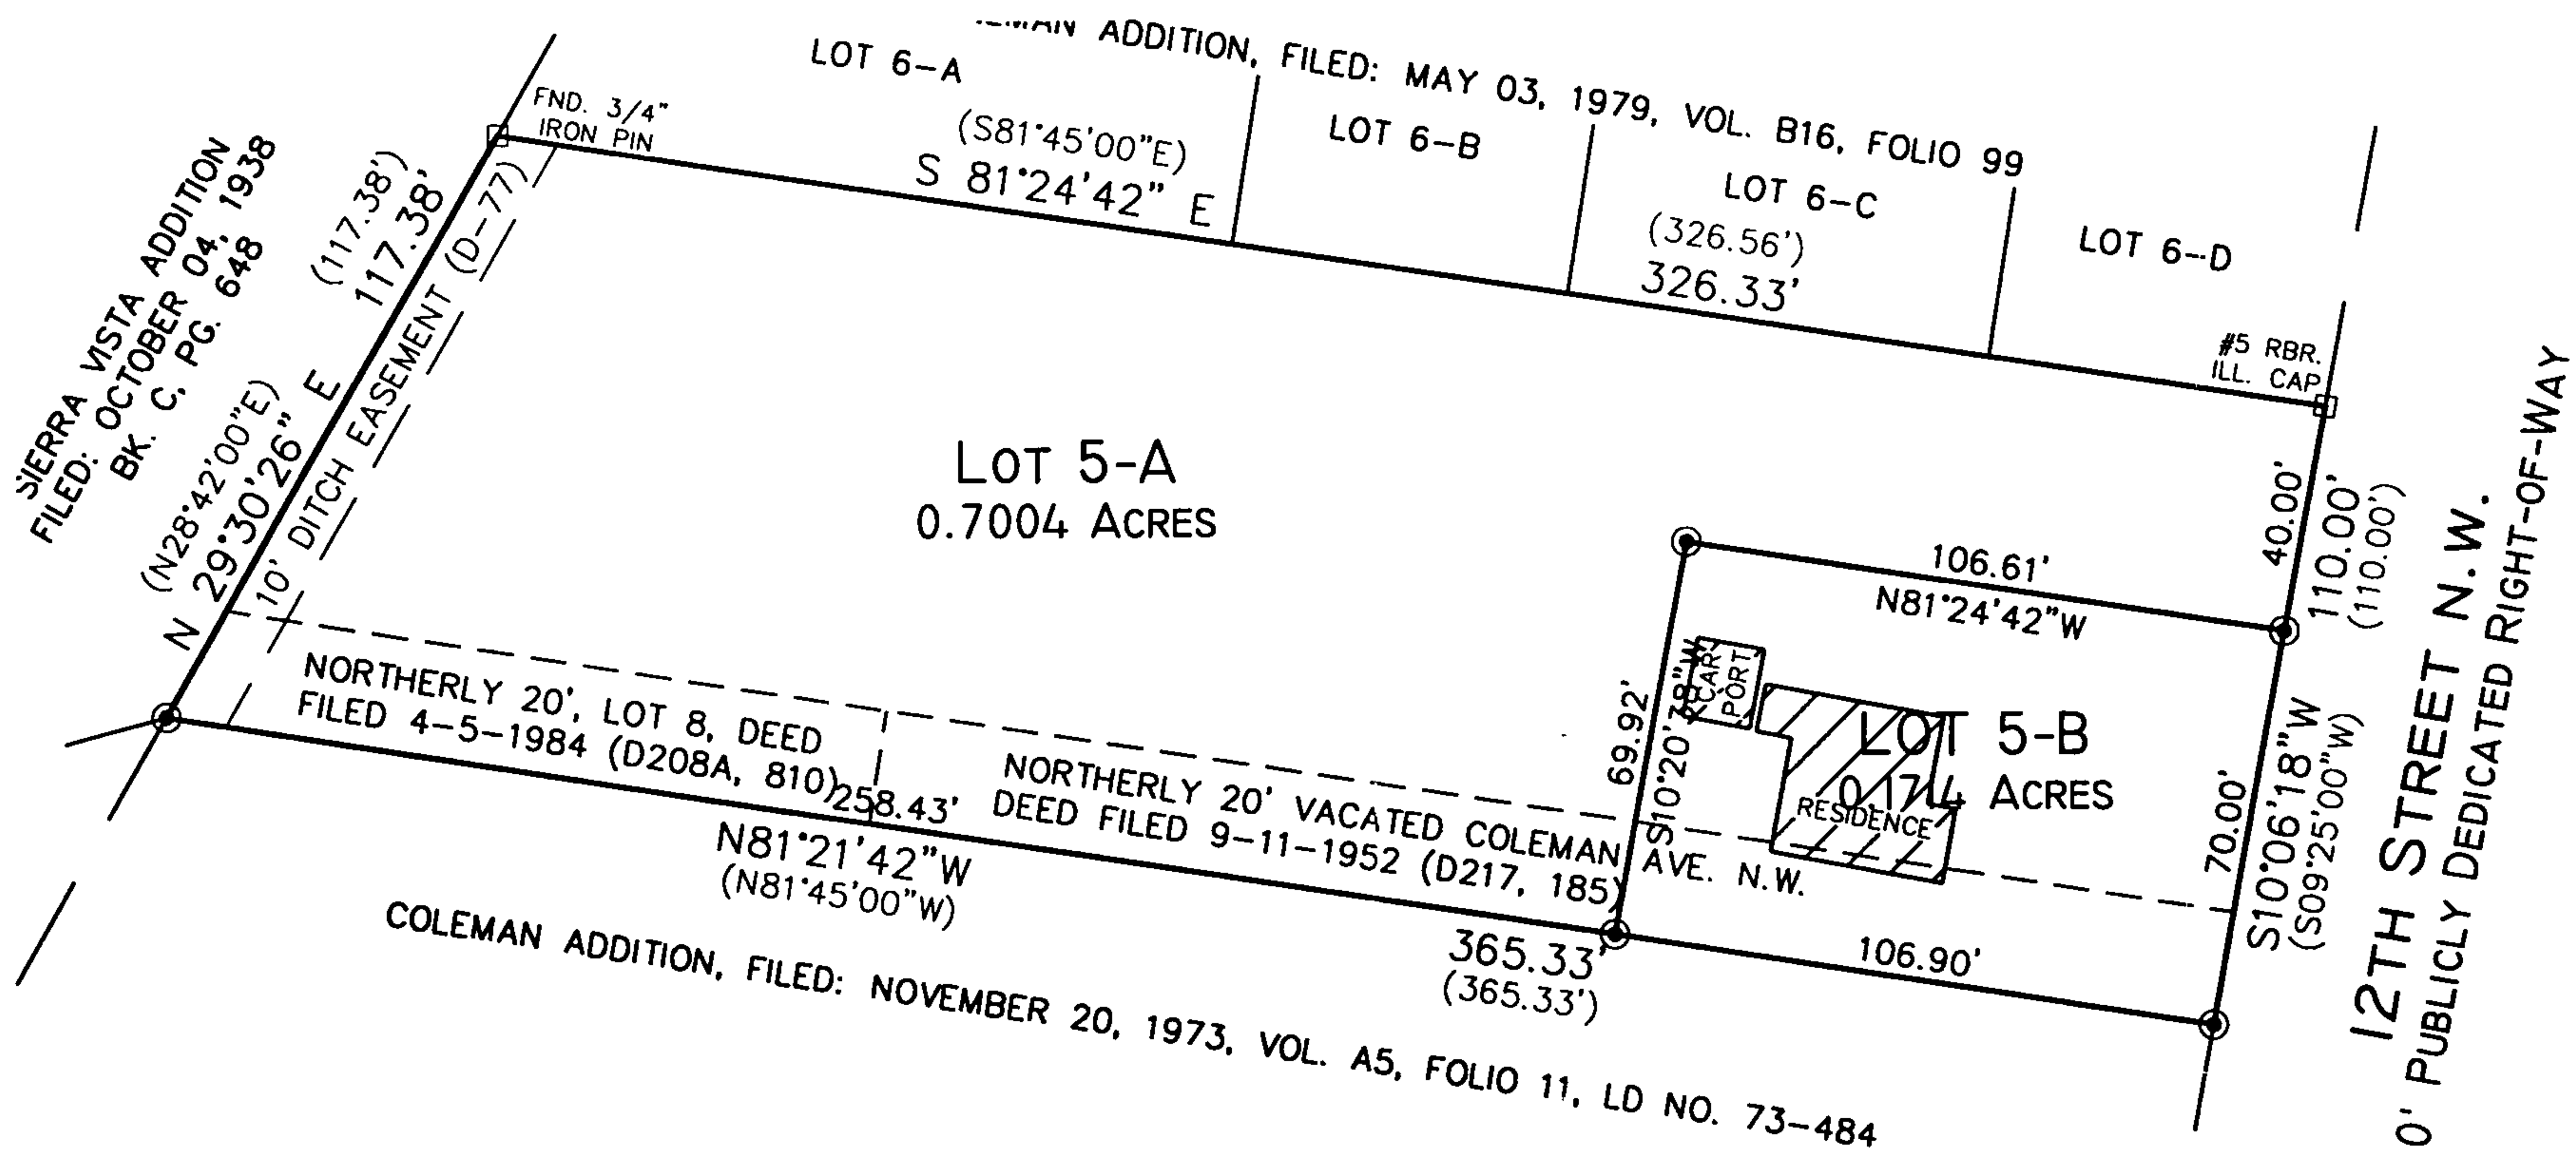 ADDITION, FILED: MAY 03, 1979, VOL. B16, FOLIO 99
LOT 6-A
LOT 6-B
LOT 6-C
LOT 6-D
FND. 3/4"
IRON PIN
(S81°45'00"E)
S 81°24'42" E
(326.56')
326.33'
#5 RBR.
ILL. CAP
SIERRA VISTA ADDITION
FILED: OCTOBER 04, 1938
BK. C, PG. 648
(117.38')
117.38'
(N28°42'00"E)
N 29°30'26" E
10' DITCH EASEMENT (D-77)
LOT 5-A
0.7004 ACRES
40.00'
110.00'
(110.00')
106.61'
N81°24'42"W
69.92'
S10°20'38"W
CAR
PORT
LOT 5-B
0.1714 ACRES
RESIDENCE
70.00'
S10°06'18"W
(S09°25'00"W)
12TH STREET N.W.
0' PUBLICLY DEDICATED RIGHT-OF-WAY
NORTHERLY 20', LOT 8, DEED
FILED 4-5-1984 (D208A, 810)
258.43'
NORTHERLY 20' VACATED COLEMAN AVE. N.W.
DEED FILED 9-11-1952 (D217, 185)
N81°21'42"W
(N81°45'00"W)
365.33'
(365.33')
106.90'
COLEMAN ADDITION, FILED: NOVEMBER 20, 1973, VOL. A5, FOLIO 11, LD NO. 73-484